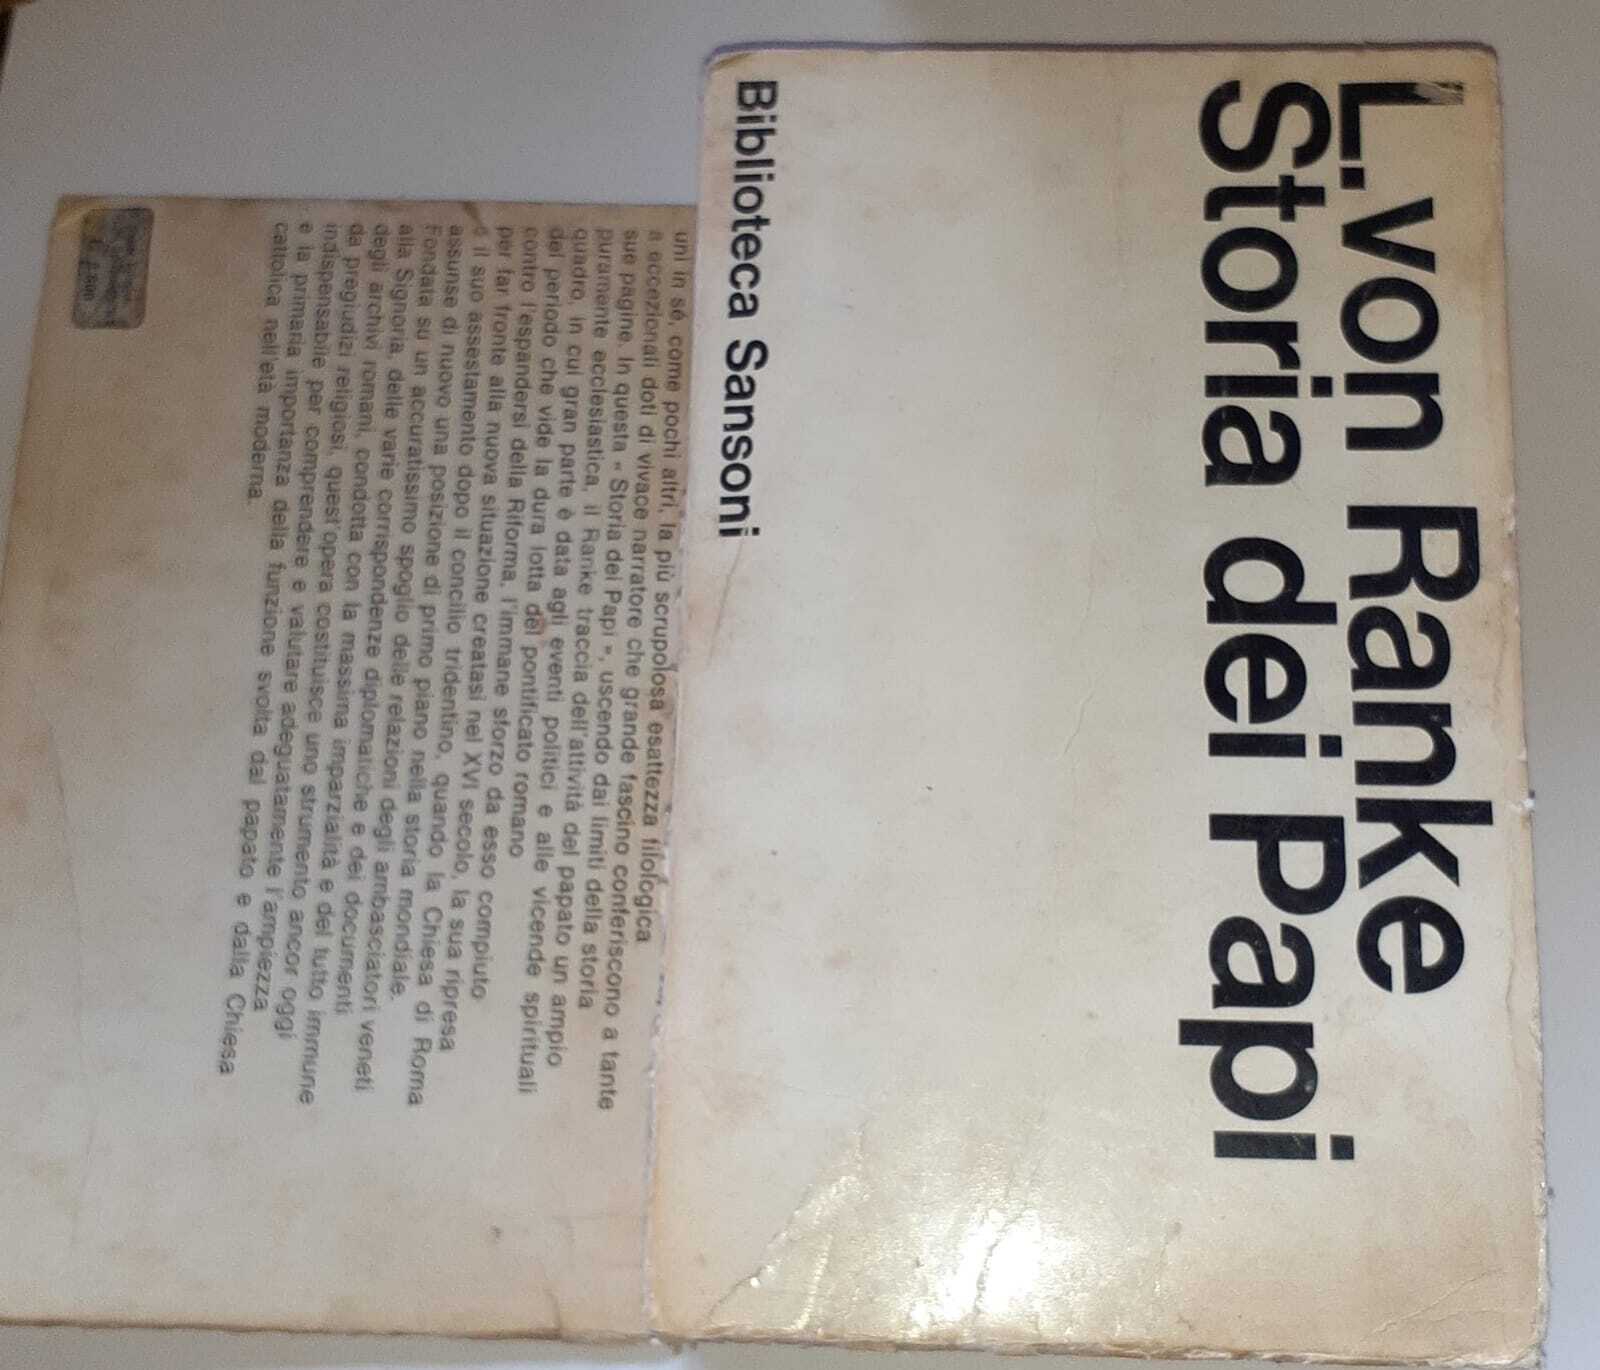 L. von Ranke
Storia dei Papi
Biblioteca Sansoni
unì in sé, come pochi altri, la più scrupolosa esattezza filologica
a eccezionali doti di vivace narratore che grande fascino conferiscono a tante
sue pagine. In questa « Storia dei Papi », uscendo dai limiti della storia
puramente ecclesiastica, il Ranke traccia dell'attività del papato un ampio
quadro, in cui gran parte è data agli eventi politici e alle vicende spirituali
del periodo che vide la dura lotta del pontificato romano
contro l'espandersi della Riforma, l'immane sforzo da esso compiuto
per far fronte alla nuova situazione creatasi nel XVI secolo, la sua ripresa
e il suo assestamento dopo il concilio tridentino, quando la Chiesa di Roma
assunse di nuovo una posizione di primo piano nella storia mondiale.
Fondata su un accuratissimo spoglio delle relazioni degli ambasciatori veneti
alla Signoria, delle varie corrispondenze diplomatiche e dei documenti
degli archivi romani, condotta con la massima imparzialità e del tutto immune
da pregiudizi religiosi, quest'opera costituisce uno strumento ancor oggi
indispensabile per comprendere e valutare adeguatamente l'ampiezza
e la primaria importanza della funzione svolta dal papato e dalla Chiesa
cattolica nell'età moderna.